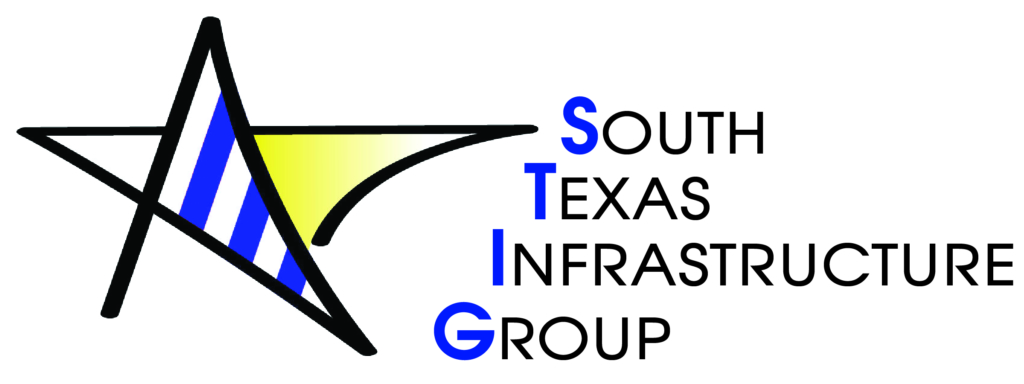 SOUTH
TEXAS
INFRASTRUCTURE
GROUP